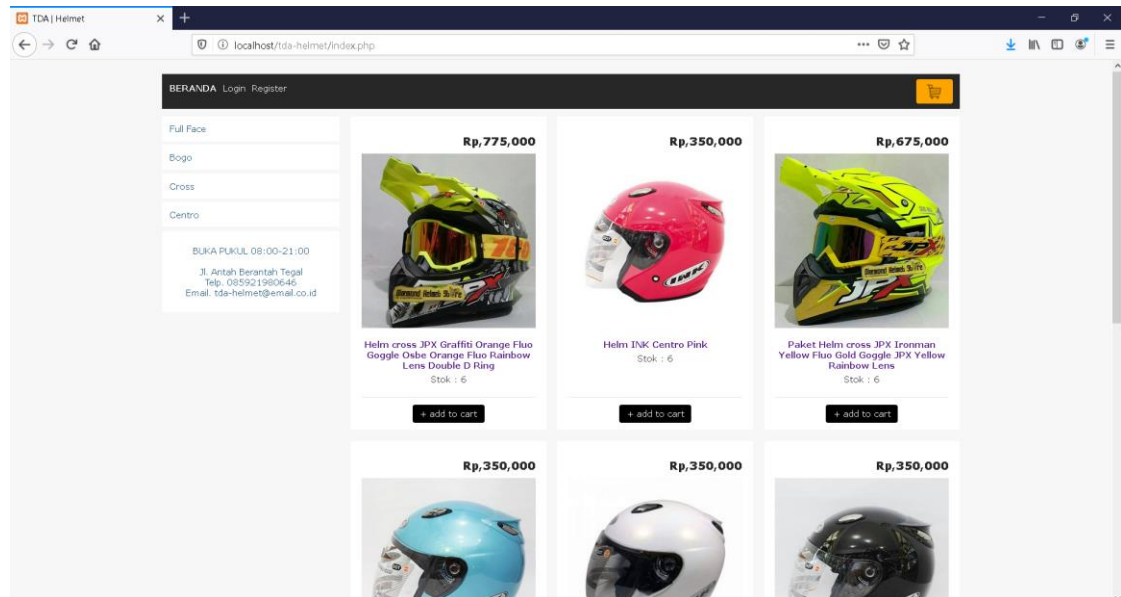 TDA | Helmet
localhost/tda-helmet/index.php
BERANDA Login Register
Full Face
Bogo
Cross
Centro
BUKA PUKUL 08:00-21:00
Jl. Antah Berantah Tegal
Telp. 085921980646
Email. tda-helmet@email.co.id
Rp,775,000
JPX
Helm cross JPX Graffiti Orange Fluo
Goggle Osbe Orange Fluo Rainbow
Lens Double D Ring
Stok : 6
+ add to cart
Rp,350,000
INK
Helm INK Centro Pink
Stok : 6
+ add to cart
Rp,675,000
JPX
Paket Helm cross JPX Ironman
Yellow Fluo Gold Goggle JPX Yellow
Rainbow Lens
Stok : 6
+ add to cart
Rp,350,000
Rp,350,000
Rp,350,000